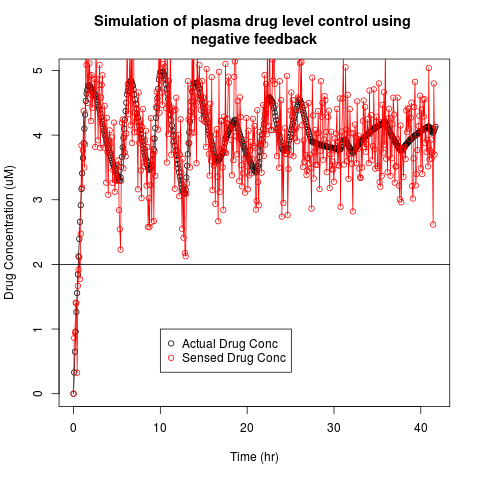 Simulation of plasma drug level control using
negative feedback
Drug Concentration (uM)
5
4
3
2
1
0
Actual Drug Conc
Sensed Drug Conc
0 10 20 30 40
Time (hr)